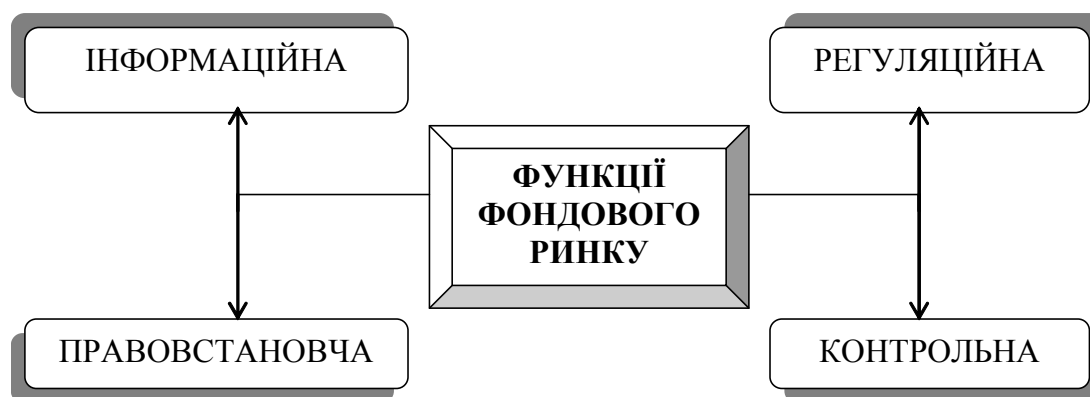 ІНФОРМАЦІЙНА
РЕГУЛЯЦІЙНА
ФУНКЦІЇ
ФОНДОВОГО
РИНКУ
ПРАВОВСТАНОВЧА
КОНТРОЛЬНА